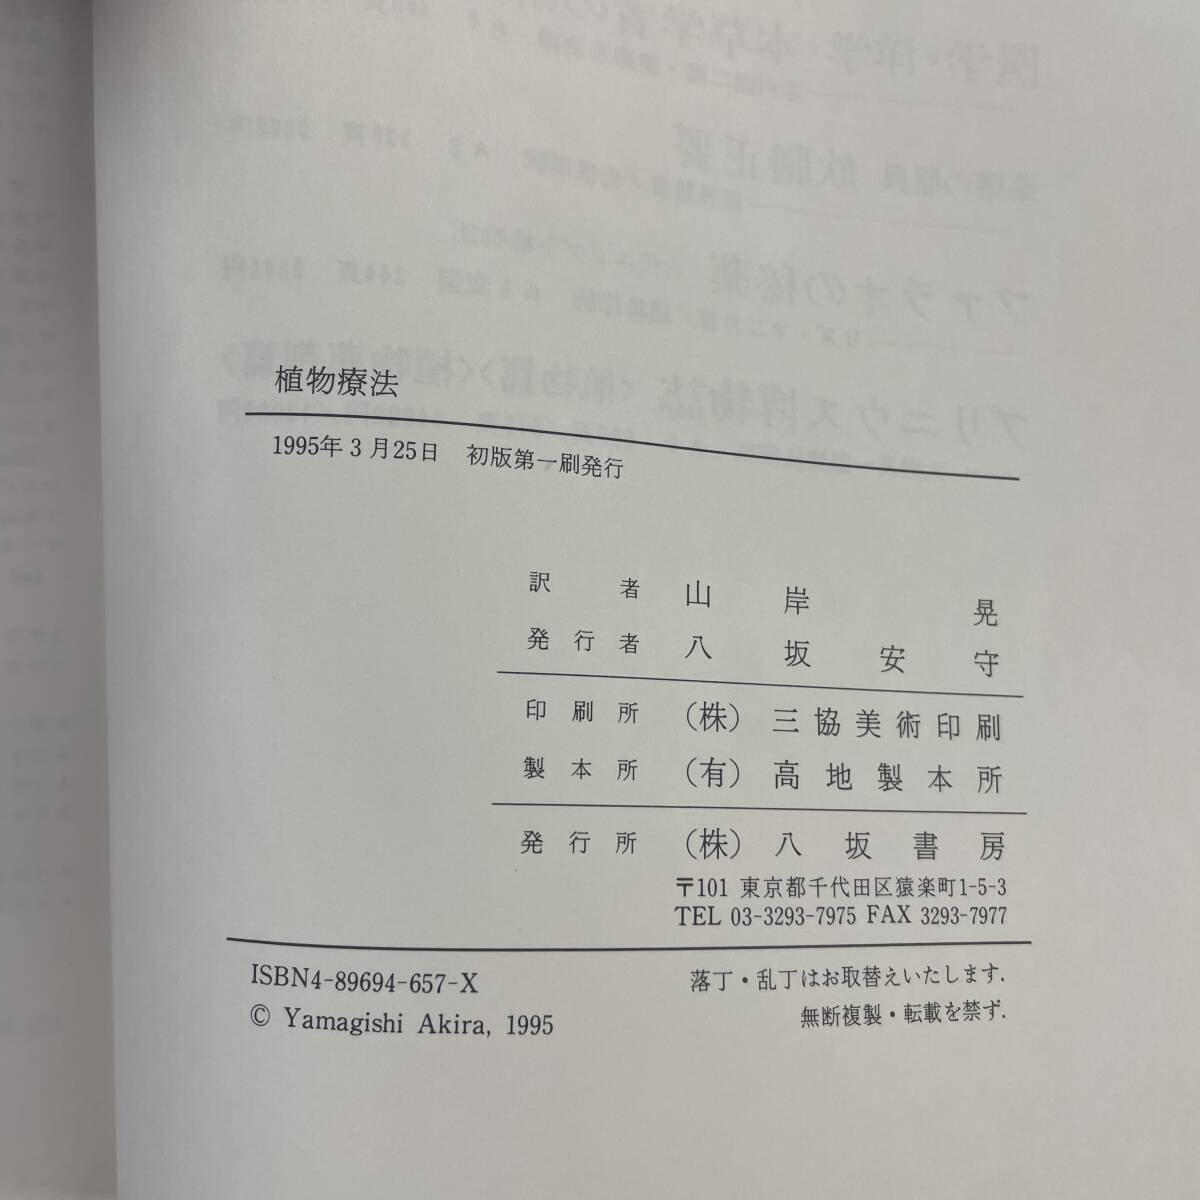 植物療法
1995年3月25日　初版第一刷発行
訳者　山岸晃
発行者　八坂安守
印刷所　(株)三協美術印刷
製本所　(有)高地製本所
発行所　(株)八坂書房
〒101 東京都千代田区猿楽町1-5-3
TEL 03-3293-7975 FAX 3293-7977
ISBN4-89694-657-X
© Yamagishi Akira, 1995
落丁・乱丁はお取替えいたします.
無断複製・転載を禁ず.